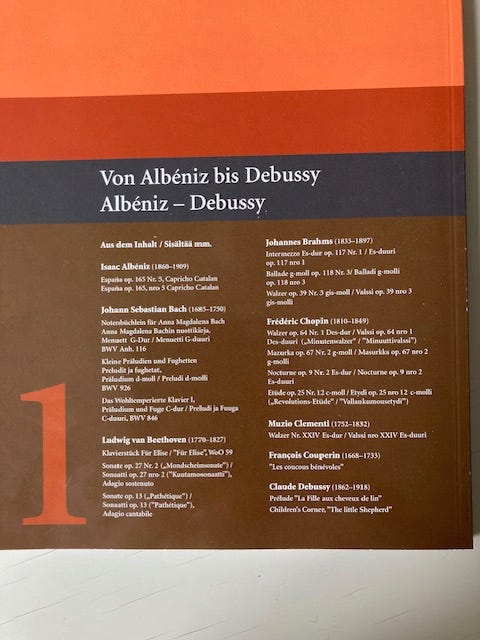 Von Albéniz bis Debussy
Albéniz – Debussy
Aus dem Inhalt / Sisältää mm.
Isaac Albéniz (1860–1909)
España op. 165 Nr. 5, Capricho Catalan
España op. 165, nro 5 Capricho Catalan
Johann Sebastian Bach (1685–1750)
Notenbüchlein für Anna Magdalena Bach
Anna Magdalena Bachin nuottikirja,
Menuett G-Dur / Menuetti G-duuri
BWV Anh. 116
Kleine Präludien und Fughetten
Preludit ja fughetat,
Präludium d-moll / Preludi d-molli
BWV 926
Das Wohltemperierte Klavier I,
Präludium und Fuge C-dur / Preludi ja Fuuga
C-duuri, BWV 846
Ludwig van Beethoven (1770–1827)
Klavierstück Für Elise / "Für Elise", WoO 59
Sonate op. 27 Nr. 2 („Mondscheinsonate") /
Sonaatti op. 27 nro 2 ("Kuutamosonaatti"),
Adagio sostenuto
Sonate op. 13 („Pathétique") /
Sonaatti op. 13 ("Pathétique"),
Adagio cantabile
1
Johannes Brahms (1833–1897)
Intermezzo Es-dur op. 117 Nr. 1 / Es-duuri
op. 117 nro 1
Ballade g-moll op. 118 Nr. 3/ Balladi g-molli
op. 118 nro 3
Walzer op. 39 Nr. 3 gis-moll / Valssi op. 39 nro 3
gis-molli
Frédéric Chopin (1810–1849)
Walzer op. 64 Nr. 1 Des-dur / Valssi op. 64 nro 1
Des-duuri („Minutenwalzer" / "Minuuttivalssi")
Mazurka op. 67 Nr. 2 g-moll / Masurkka op. 67 nro 2
g-molli
Nocturne op. 9 Nr. 2 Es-dur / Nocturne op. 9 nro 2
Es-duuri
Etüde op. 25 Nr. 12 c-moll / Etydi op. 25 nro 12 c-molli
(„Revolutions-Etüde" / "Vallankumousetydi")
Muzio Clementi (1752–1832)
Walzer Nr. XXIV Es-dur / Valssi nro XXIV Es-duuri
François Couperin (1668–1733)
"Les coucous bénévoles"
Claude Debussy (1862–1918)
Prélude "La Fille aux cheveux de lin"
Children's Corner, "The little Shepherd"